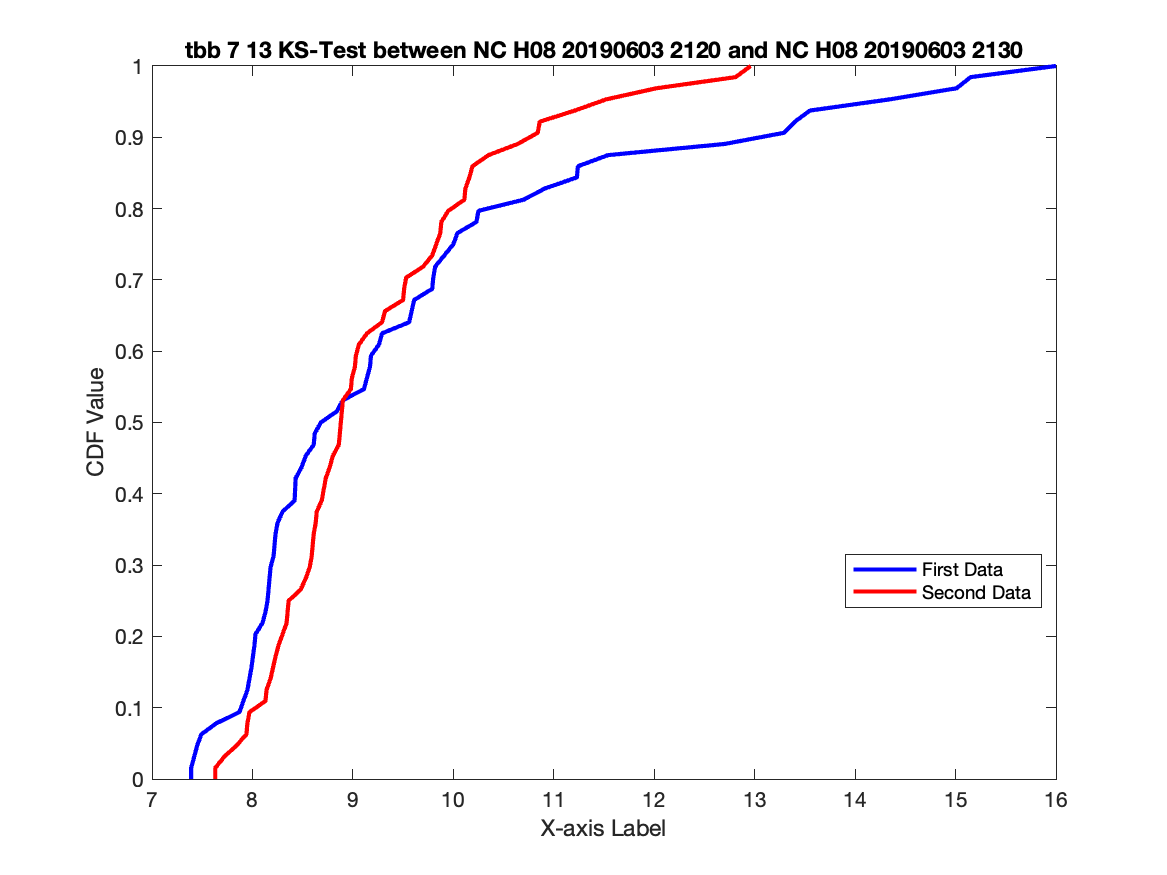 tbb 7 13 KS-Test between NC H08 20190603 2120 and NC H08 20190603 2130
1
0.9
0.8
0.7
0.6
0.5
0.4
0.3
0.2
0.1
0
CDF Value
First Data
Second Data
7 8 9 10 11 12 13 14 15 16
X-axis Label